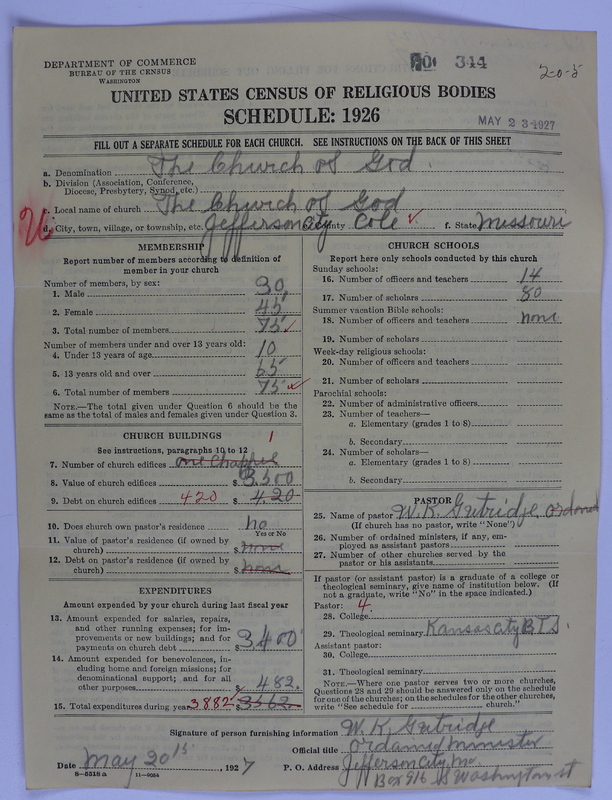 DEPARTMENT OF COMMERCE
BUREAU OF THE CENSUS
WASHINGTON
344
20-5
UNITED STATES CENSUS OF RELIGIOUS BODIES
SCHEDULE: 1926
MAY 23 1927
FILL OUT A SEPARATE SCHEDULE FOR EACH CHURCH. SEE INSTRUCTIONS ON THE BACK OF THIS SHEET
a. Denomination The Church of God
b. Division (Association, Conference, Diocese, Presbytery, Synod, etc.)
c. Local name of church The Church of God
d. City, town, village, or township, etc. Jefferson City County Cole ✓ f. State Missouri
MEMBERSHIP
Report number of members according to definition of
member in your church
Number of members, by sex:
1. Male 30
2. Female 45
3. Total number of members 75 ✓
Number of members under and over 13 years old:
4. Under 13 years of age 10
5. 13 years old and over 65
6. Total number of members 75 ✓
NOTE.—The total given under Question 6 should be the
same as the total of males and females given under Question 3.
CHURCH BUILDINGS
See instructions, paragraphs 10 to 12
1
7. Number of church edifices one Chappel
8. Value of church edifices $3,500
9. Debt on church edifices 420 $ 420
10. Does church own pastor's residence no
Yes or No
11. Value of pastor's residence (if owned by
church) $ none
12. Debt on pastor's residence (if owned by
church) $ none
EXPENDITURES
Amount expended by your church during last fiscal year
13. Amount expended for salaries, repairs,
and other running expenses; for im-
provements or new buildings; and for
payments on church debt $3400
14. Amount expended for benevolences, in-
cluding home and foreign missions; for
denominational support; and for all
other purposes $ 482.
15. Total expenditures during year 3882
CHURCH SCHOOLS
Report here only schools conducted by this church
Sunday schools:
16. Number of officers and teachers 14
17. Number of scholars 80
Summer vacation Bible schools:
18. Number of officers and teachers none
19. Number of scholars
Week-day religious schools:
20. Number of officers and teachers
21. Number of scholars
Parochial schools:
22. Number of administrative officers
23. Number of teachers—
a. Elementary (grades 1 to 8)
b. Secondary
24. Number of scholars—
a. Elementary (grades 1 to 8)
b. Secondary
PASTOR
25. Name of pastor W. K. Gutridge
(If church has no pastor, write "None")
26. Number of ordained ministers, if any, em-
ployed as assistant pastors
27. Number of other churches served by the
pastor or his assistants
If pastor (or assistant pastor) is a graduate of a college or
theological seminary, give name of institution below. (If
not a graduate, write "No" in the space indicated.)
Pastor: 4.
28. College
29. Theological seminary Kansas City B.T.S.
Assistant pastor:
30. College
31. Theological seminary
NOTE.—Where one pastor serves two or more churches,
Questions 28 and 29 should be answered only on the schedule
for one of the churches; on the schedules for the other churches,
write "See schedule for church."
Signature of person furnishing information W. K. Gutridge
Official title Minister
Date May 20th, 1927 P. O. Address Jefferson City, Mo.
Box 916 Washington st
8—5518 a 11—9054